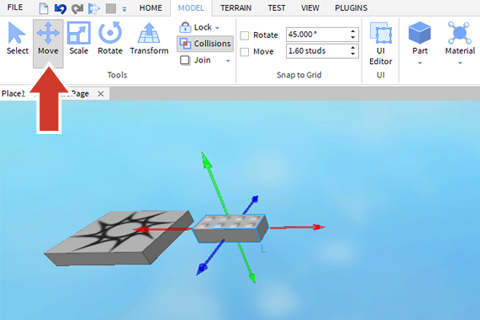 FILE HOME MODEL TERRAIN TEST VIEW PLUGINS
Select Move Scale Rotate Transform
Lock
Collisions
Join
Tools
Rotate 45.000 °
Move 1.60 studs
Snap to Grid
UI
Editor
UI
Part
Material
Place1 Page
L